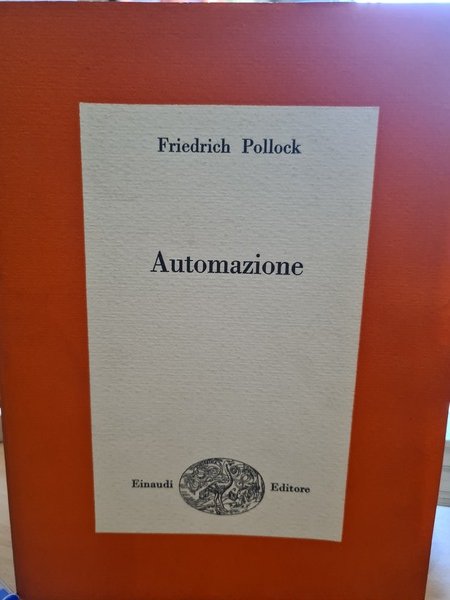 Friedrich Pollock
Automazione
Einaudi Editore